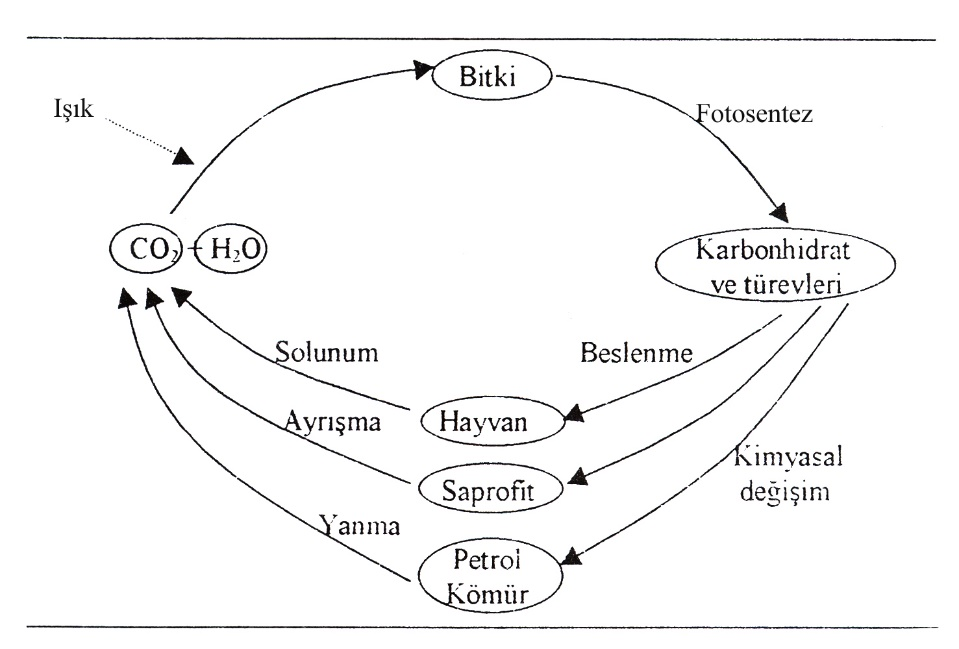 Bitki
Işık
Fotosentez
CO₂ + H₂O
Karbonhidrat
ve türevleri
Solunum
Beslenme
Ayrışma
Hayvan
Kimyasal
değişim
Saprofit
Yanma
Petrol
Kömür